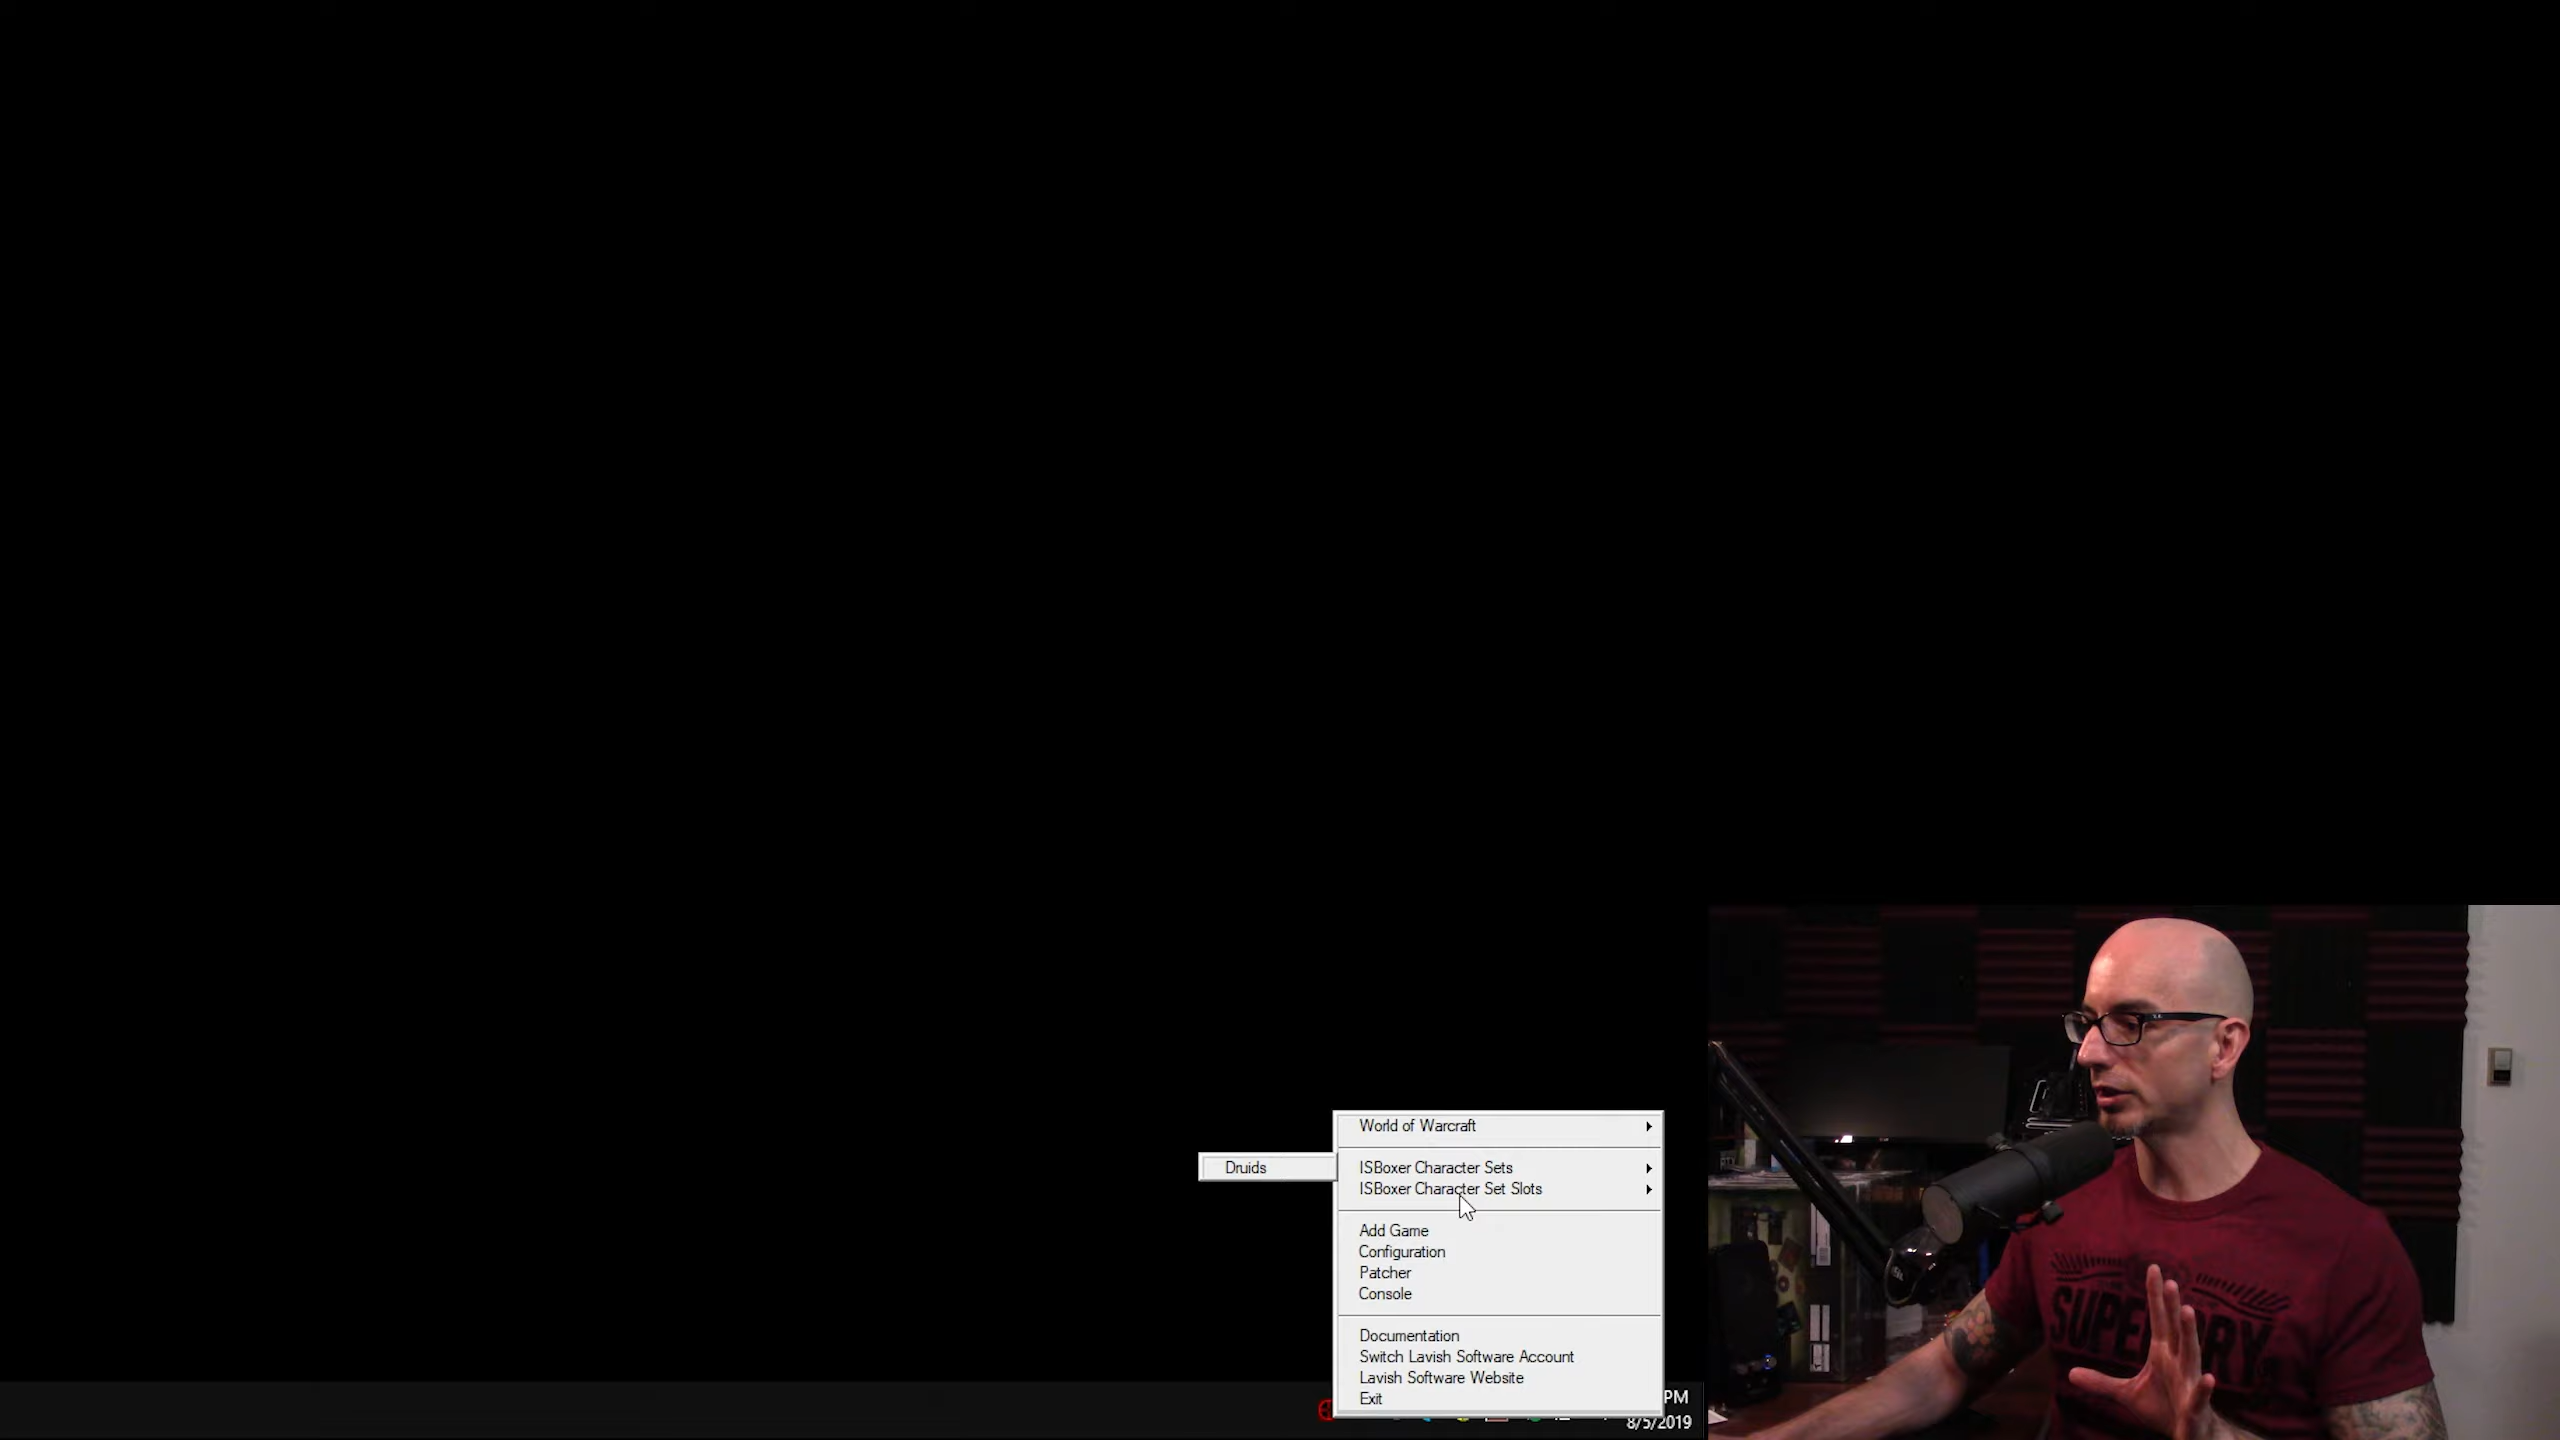 World of Warcraft
Druids
ISBoxer Character Sets
ISBoxer Character Set Slots
Add Game
Configuration
Patcher
Console
Documentation
Switch Lavish Software Account
Lavish Software Website
Exit
PM
8/5/2019